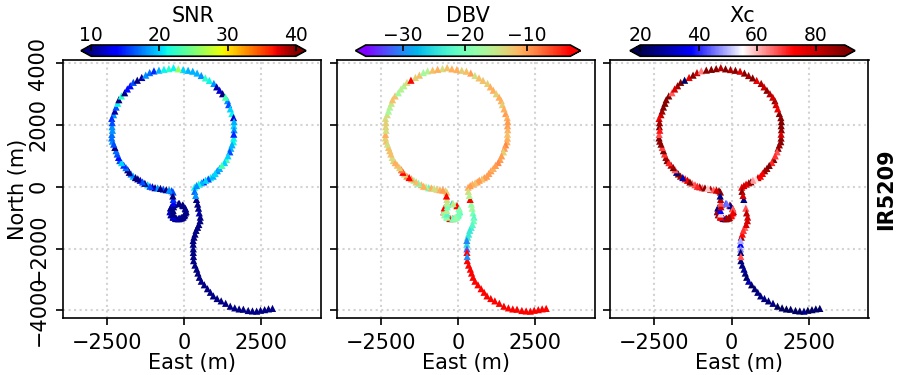 SNR DBV Xc
10 20 30 40 −30 −20 −10 20 40 60 80
4000
2000
0
−2000
−4000
North (m)
−2500 0 2500 −2500 0 2500 −2500 0 2500
East (m) East (m) East (m)
IR5209